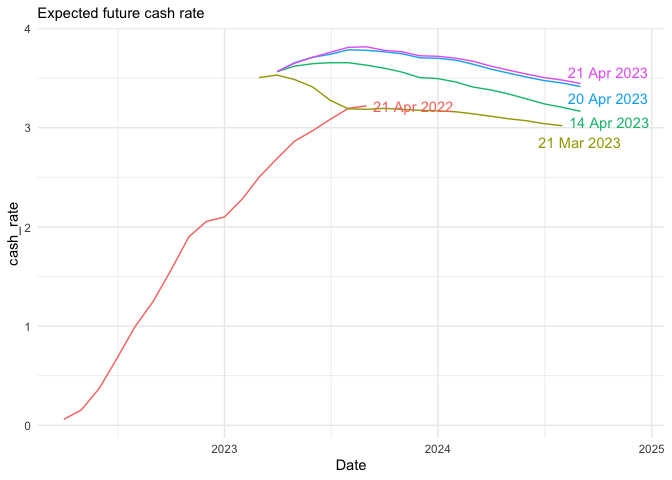 Expected future cash rate
4
3
2
1
0
cash_rate
21 Apr 2023
20 Apr 2023
21 Apr 2022
14 Apr 2023
21 Mar 2023
2023
2024
2025
Date